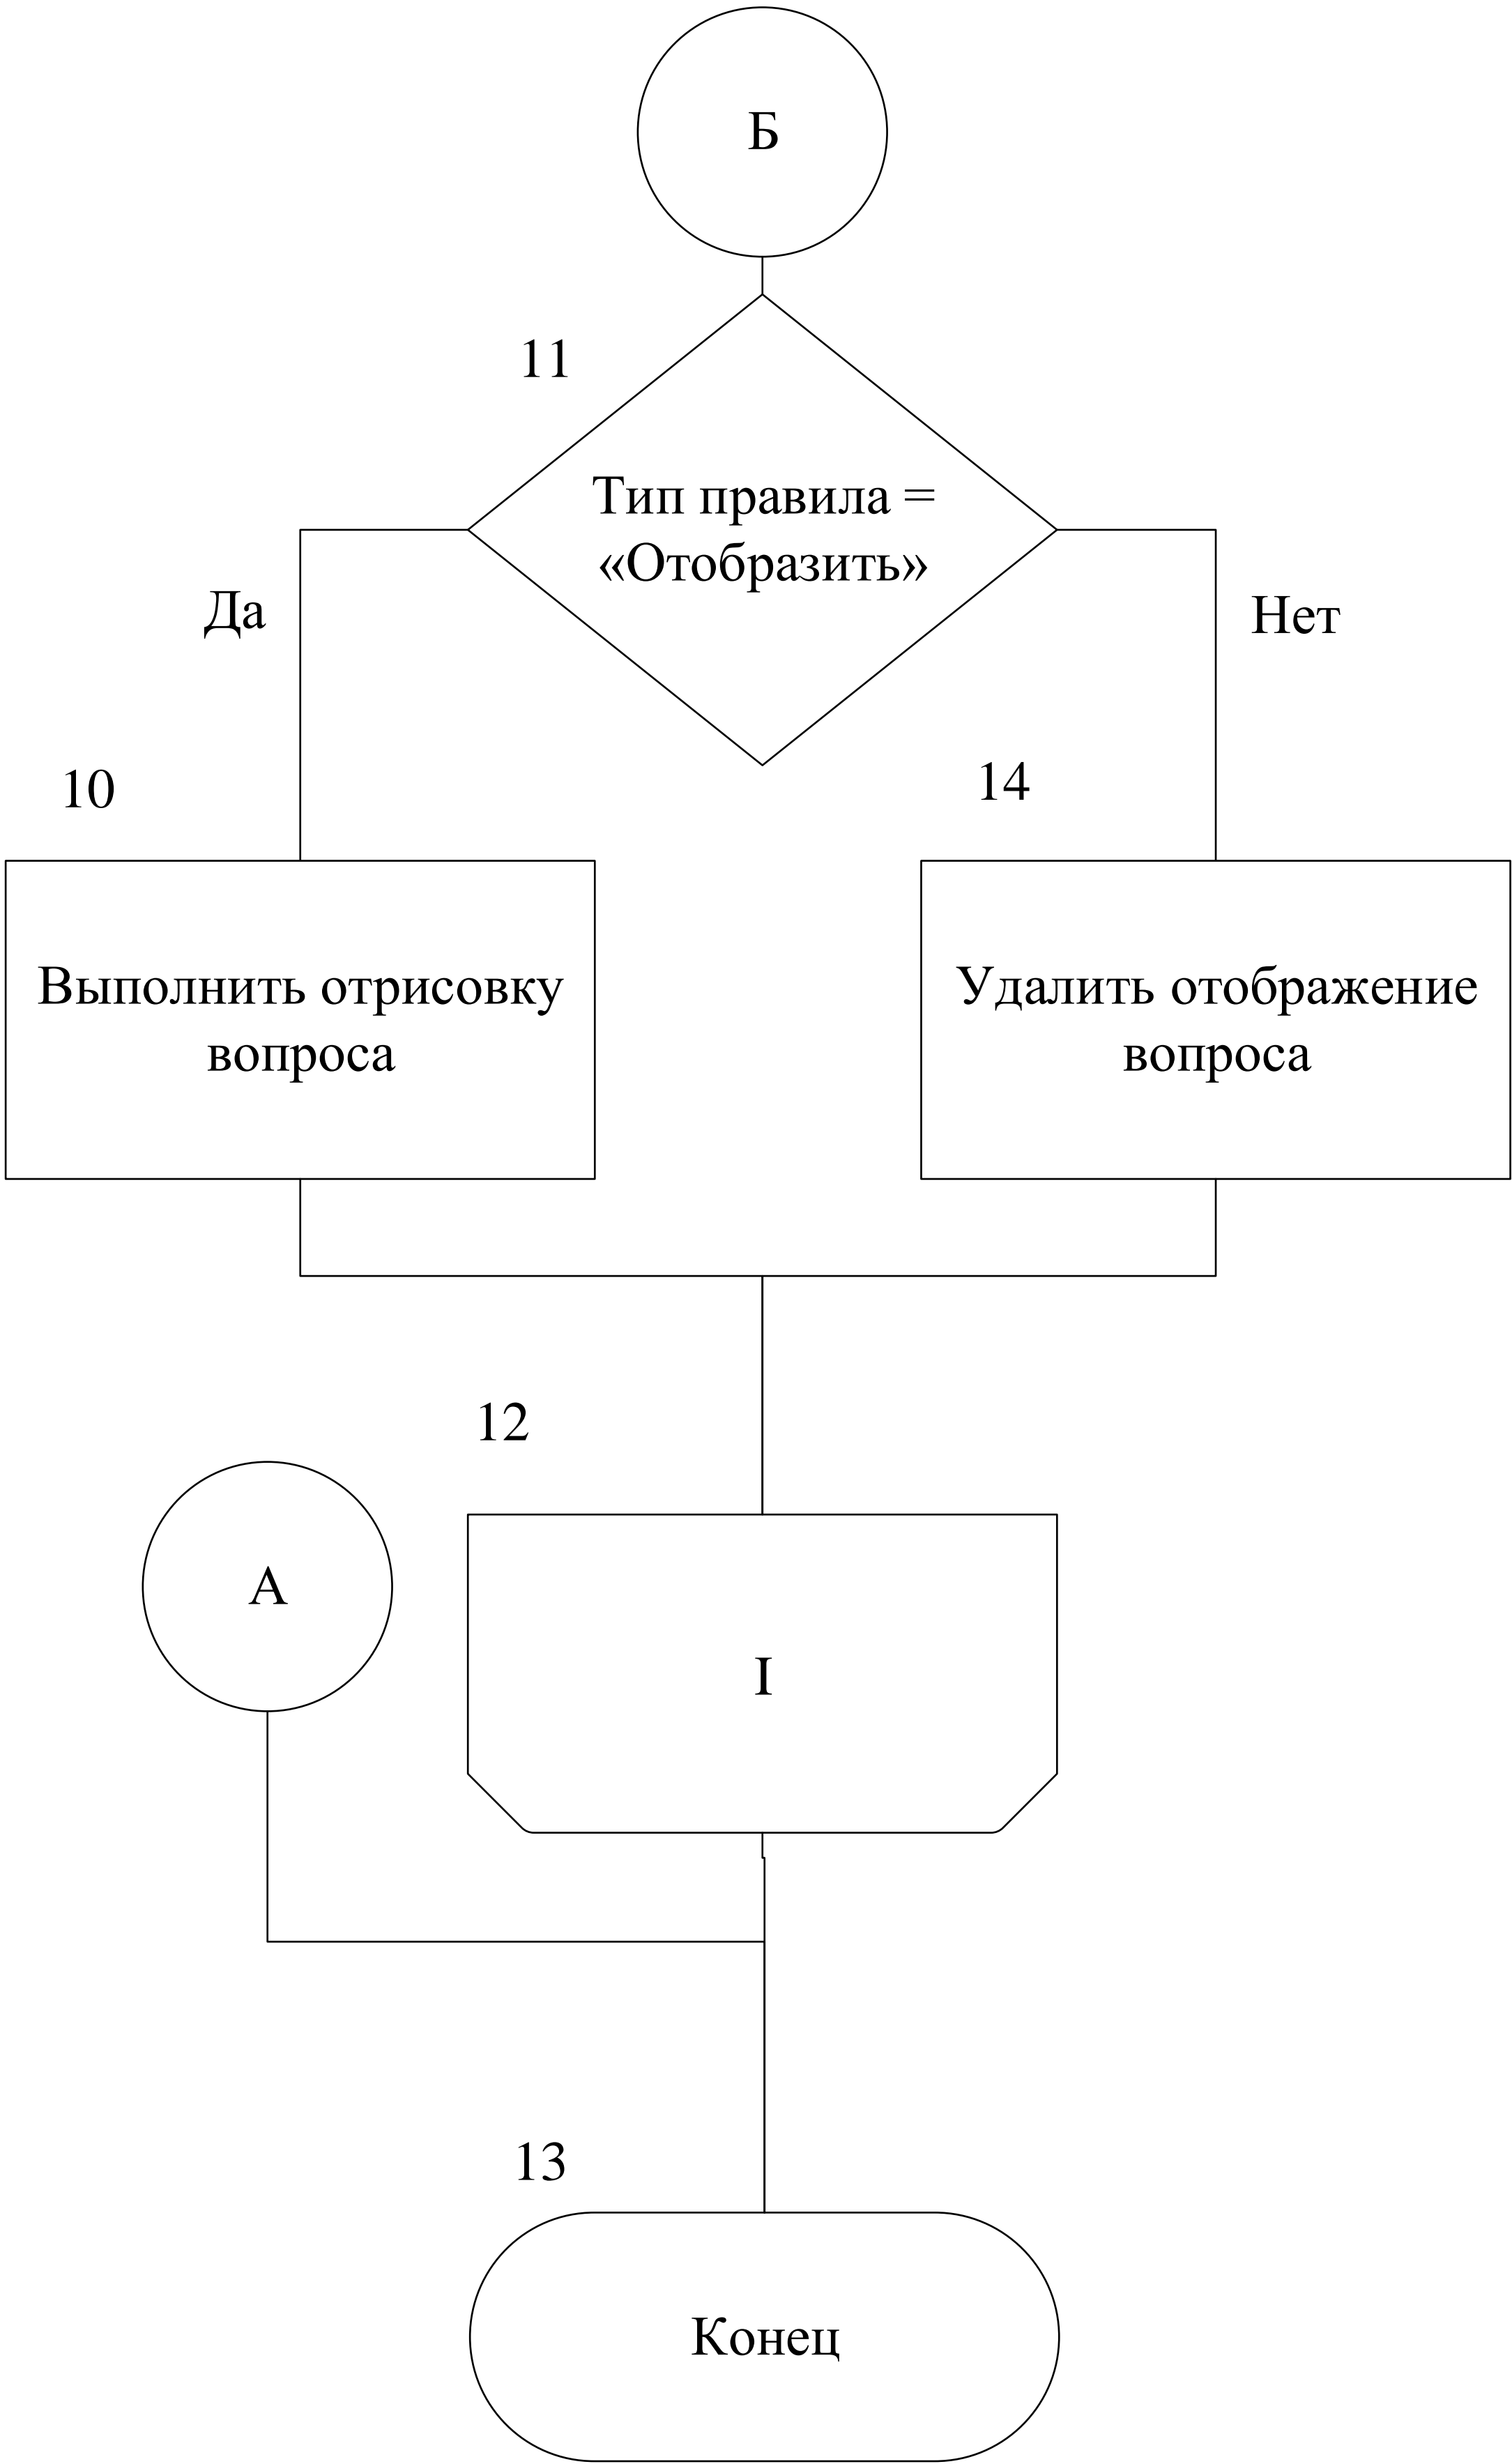 Б
11
Тип правила =
«Отобразить»
Да
Нет
10
14
Выполнить отрисовку
вопроса
Удалить отображение
вопроса
12
А
I
13
Конец